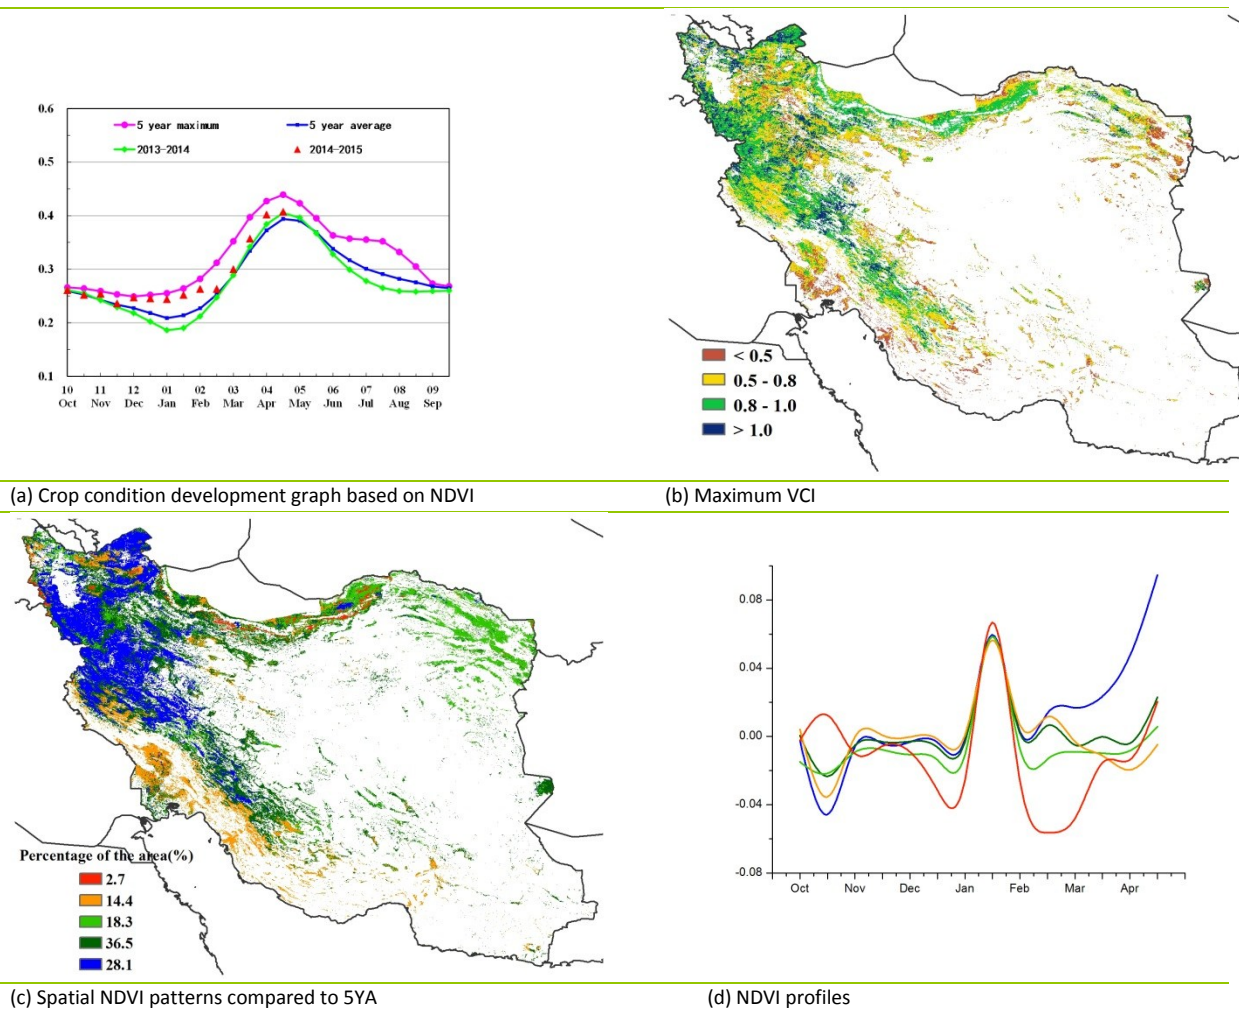 0.6
0.5
0.4
0.3
0.2
0.1
5 year maximum
5 year average
2013-2014
2014-2015
10 11 12 01 02 03 04 05 06 07 08 09
Oct Nov Dec Jan Feb Mar Apr May Jun Jul Aug Sep
< 0.5
0.5 - 0.8
0.8 - 1.0
> 1.0
(a) Crop condition development graph based on NDVI
(b) Maximum VCI
Percentage of the area(%)
2.7
14.4
18.3
36.5
28.1
0.08
0.04
0.00
-0.04
-0.08
Oct Nov Dec Jan Feb Mar Apr
(c) Spatial NDVI patterns compared to 5YA
(d) NDVI profiles